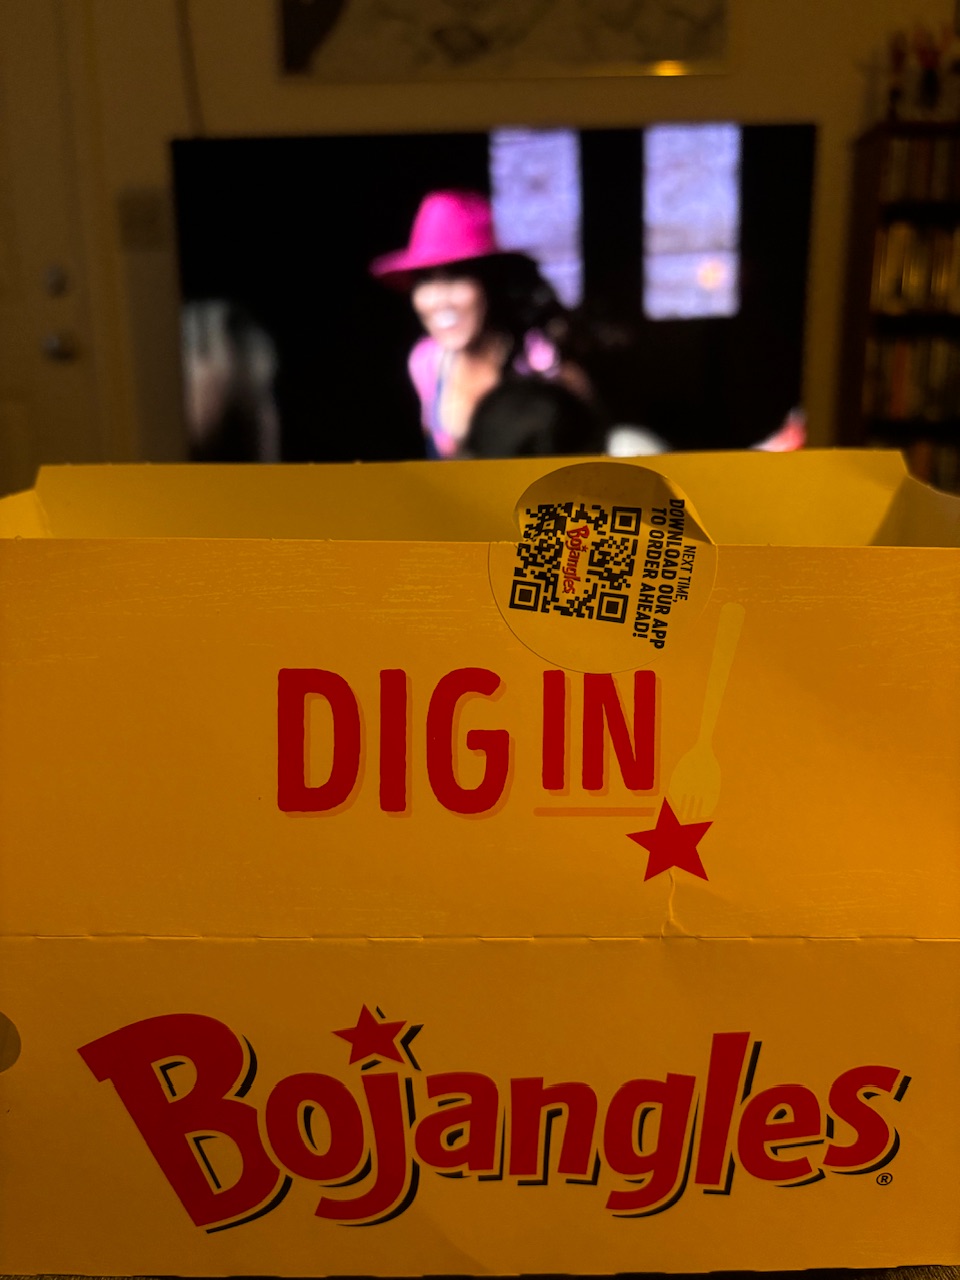 NEXT TIME,
DOWNLOAD OUR APP
TO ORDER AHEAD!
Bojangles
DIG IN
Bojangles®